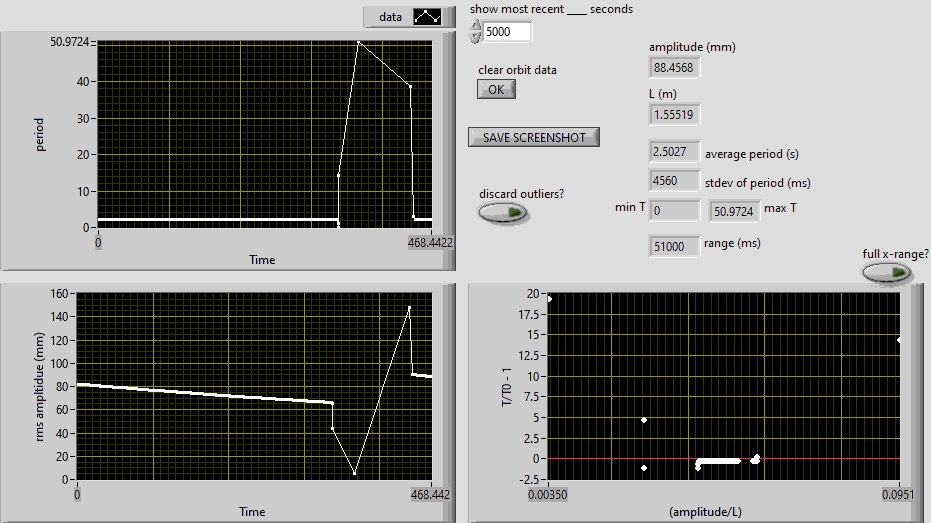 data
50.9724
40
30
20
10
0
period
0
468.4422
Time
show most recent ____ seconds
5000
clear orbit data
OK
SAVE SCREENSHOT
discard outliers?
amplitude (mm)
88.4568
L (m)
1.55519
2.5027 average period (s)
4560 stdev of period (ms)
min T 0 50.9724 max T
51000 range (ms)
full x-range?
160
140
120
100
80
60
40
20
0
rms ampltidue (mm)
0
468.442
Time
20
17.5
15
12.5
10
7.5
5
2.5
0
-2.5
T/T0 - 1
0.00350
0.0951
(amplitude/L)